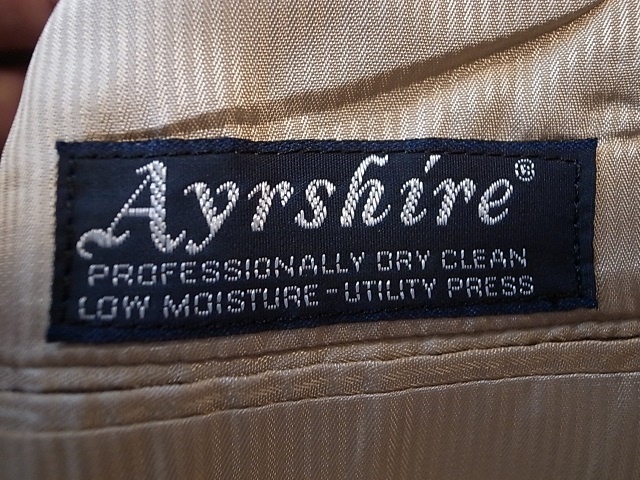 Ayrshire®
PROFESSIONALLY DRY CLEAN
LOW MOISTURE-UTILITY PRESS